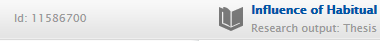 Id: 11586700
Influence of Habitual
Research output: Thesis